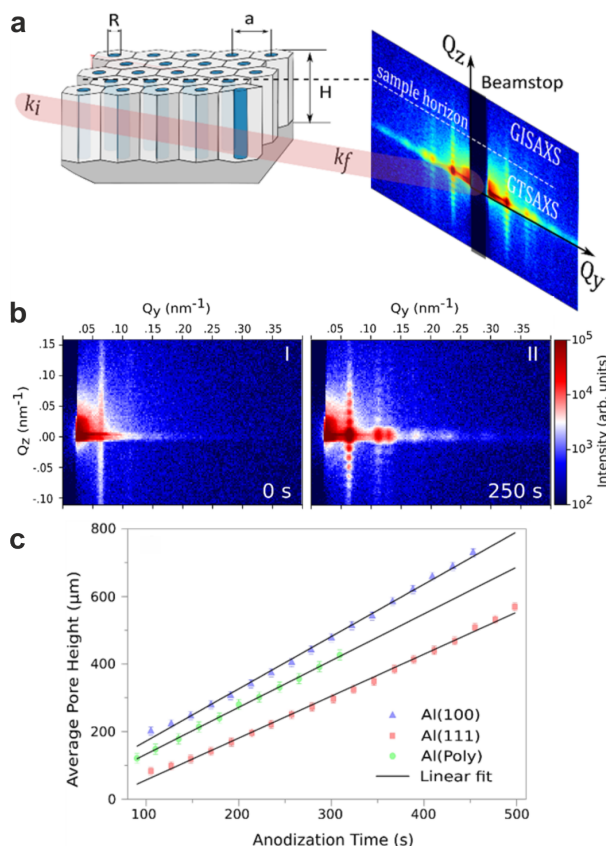 a
R
a
H
k_i
k_f
Q_z
Beamstop
sample horizon
GISAXS
GTSAXS
Q_y
b
Q_y (nm⁻¹)
Q_y (nm⁻¹)
.05 .10 .15 .20 .25 .30 .35
.05 .10 .15 .20 .25 .30 .35
Q_z (nm⁻¹)
.15
.10
.05
.00
-.05
-.10
I
0 s
II
250 s
10⁵
10⁴
10³
10²
Intensity (arb. units)
c
Average Pore Height (μm)
800
600
400
200
0
Al(100)
Al(111)
Al(Poly)
Linear fit
100 200 300 400 500
Anodization Time (s)